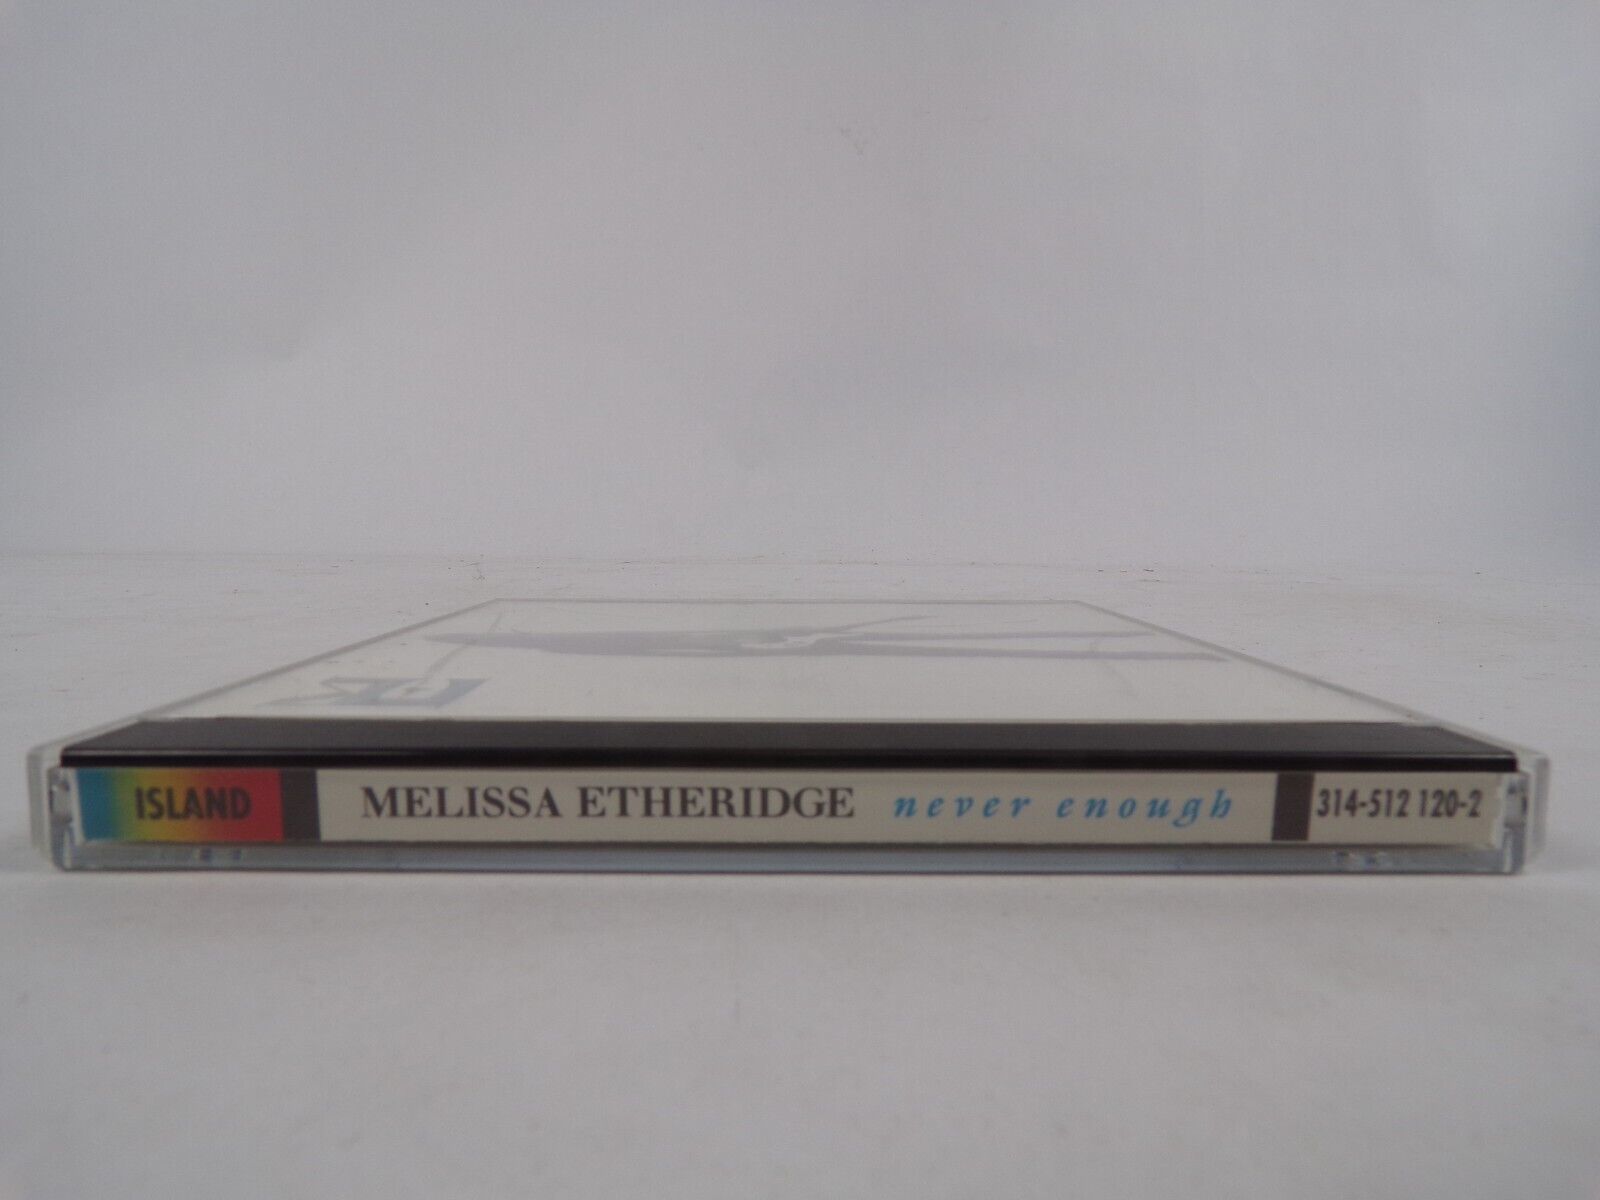 ISLAND MELISSA ETHERIDGE never enough 314-512 120-2